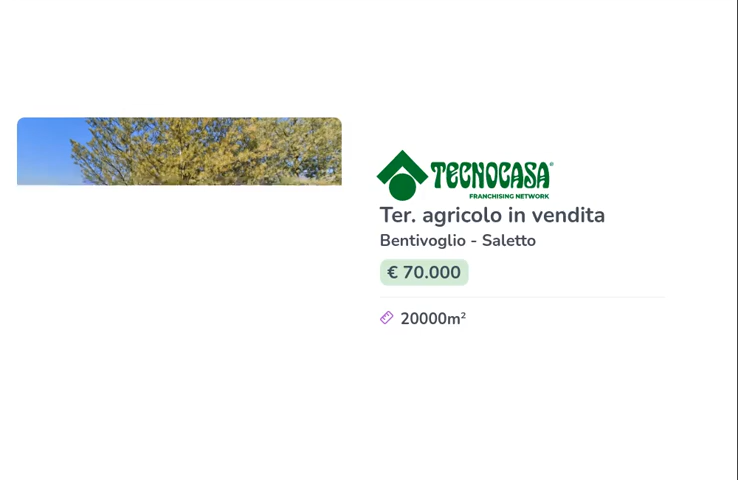 TECNOCASA®
FRANCHISING NETWORK
Ter. agricolo in vendita
Bentivoglio - Saletto
€ 70.000
20000m²